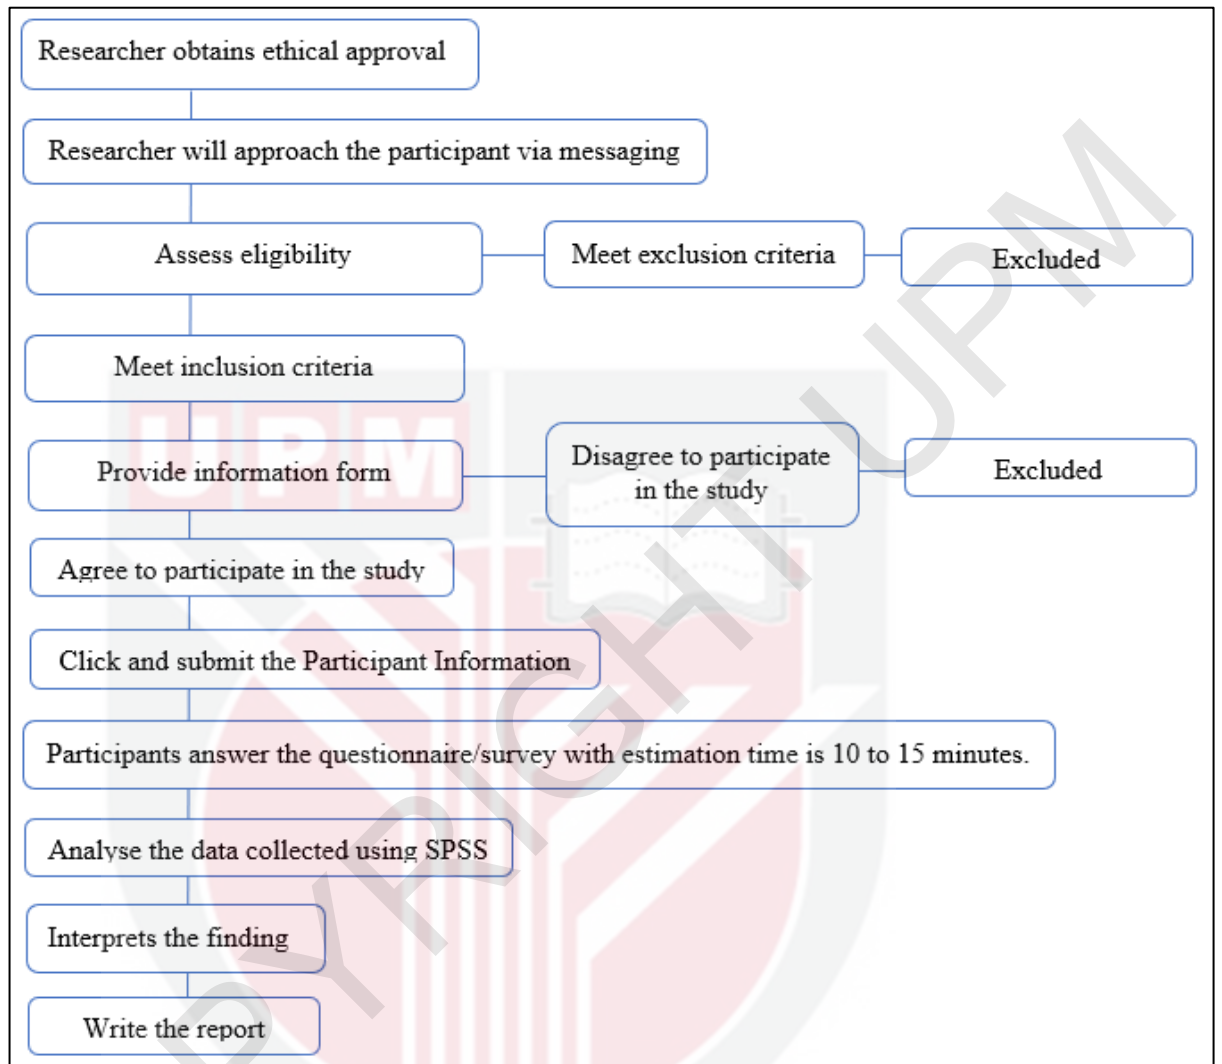 Researcher obtains ethical approval
Researcher will approach the participant via messaging
Assess eligibility
Meet exclusion criteria
Excluded
Meet inclusion criteria
Provide information form
Disagree to participate
in the study
Excluded
Agree to participate in the study
Click and submit the Participant Information
Participants answer the questionnaire/survey with estimation time is 10 to 15 minutes.
Analyse the data collected using SPSS
Interprets the finding
Write the report
UPM
PYRIGHT UPM